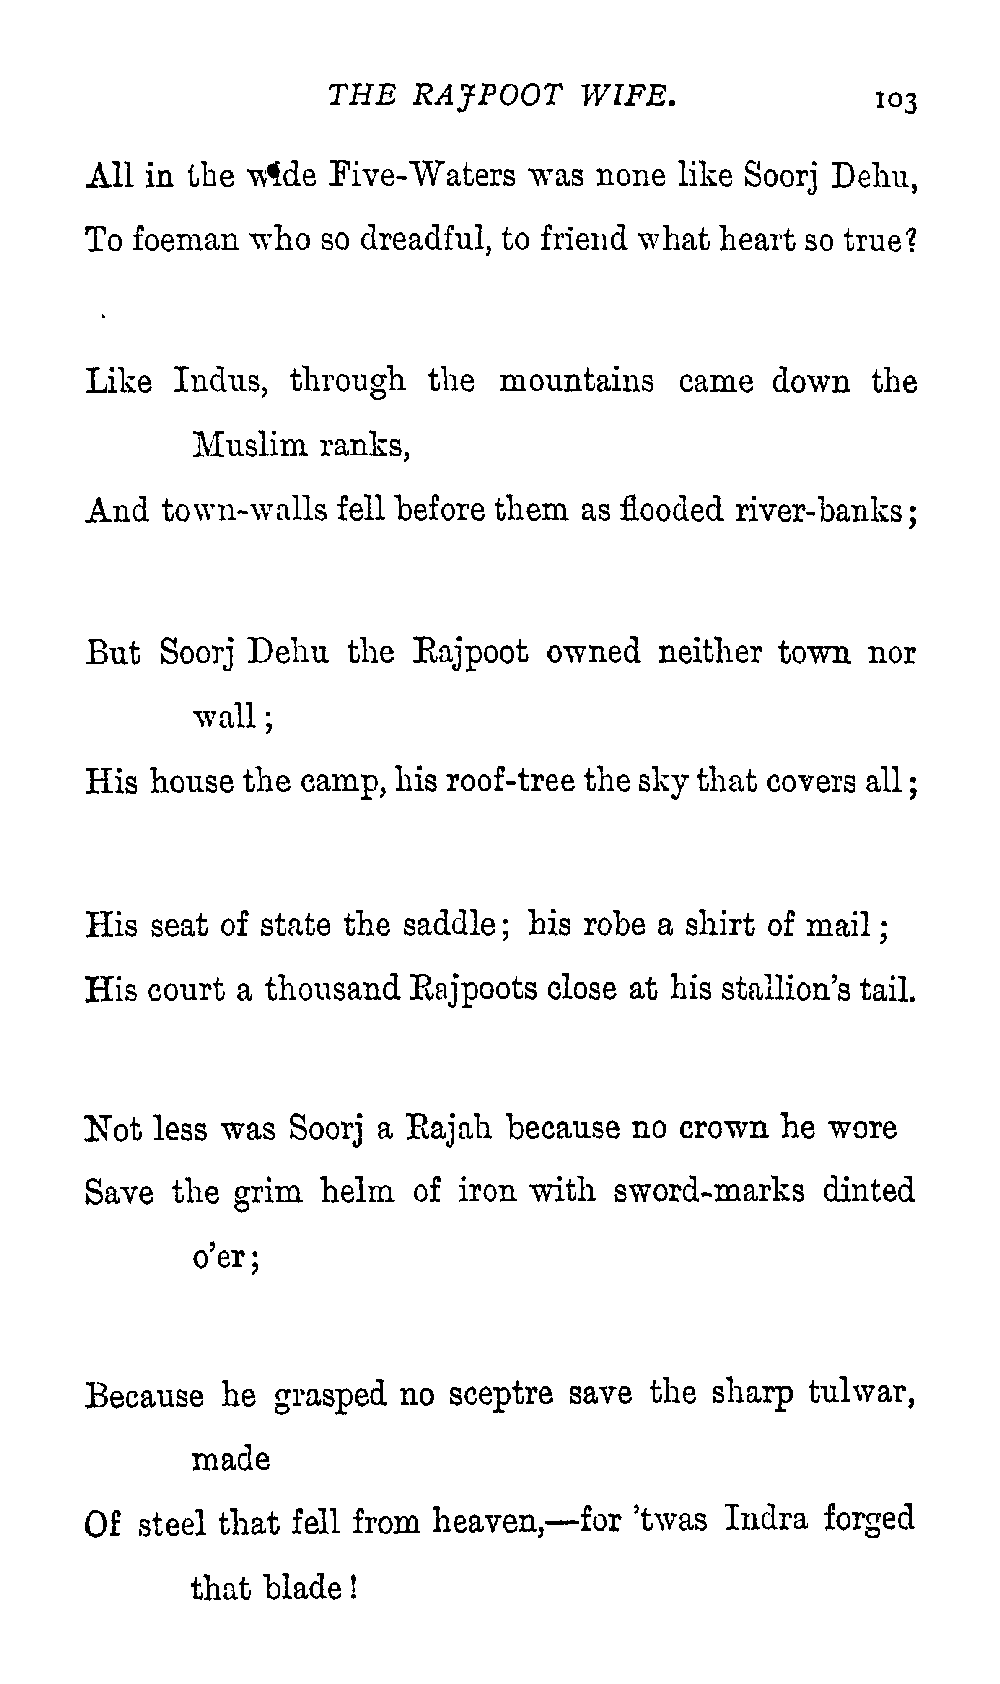 THE RAJPOOT WIFE. 103
All in the wide Five-Waters was none like Soorj Dehu,
To foeman who so dreadful, to friend what heart so true?
Like Indus, through the mountains came down the
Muslim ranks,
And town-walls fell before them as flooded river-banks;
But Soorj Dehu the Rajpoot owned neither town nor
wall;
His house the camp, his roof-tree the sky that covers all;
His seat of state the saddle; his robe a shirt of mail;
His court a thousand Rajpoots close at his stallion's tail.
Not less was Soorj a Rajah because no crown he wore
Save the grim helm of iron with sword-marks dinted
o'er;
Because he grasped no sceptre save the sharp tulwar,
made
Of steel that fell from heaven,—for 'twas Indra forged
that blade!